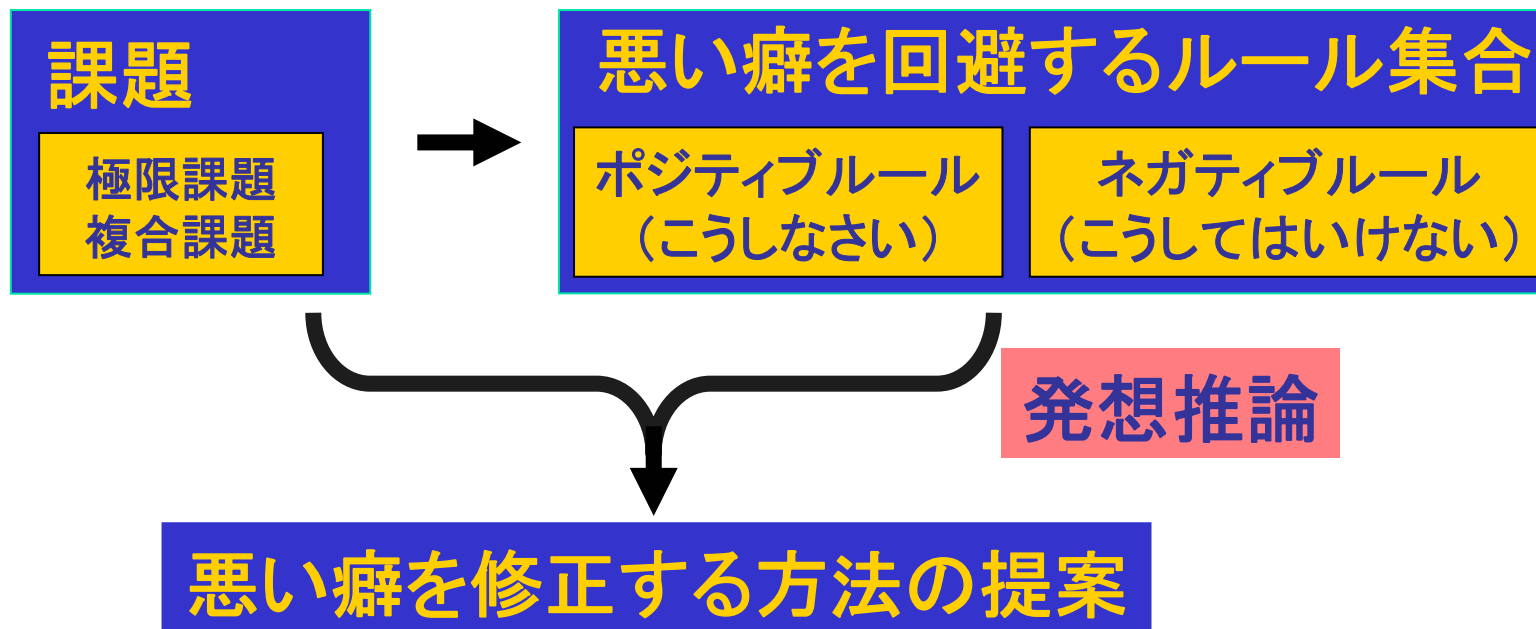 課題
極限課題
複合課題
悪い癖を回避するルール集合
ポジティブルール
(こうしなさい)
ネガティブルール
(こうしてはいけない)
発想推論
悪い癖を修正する方法の提案